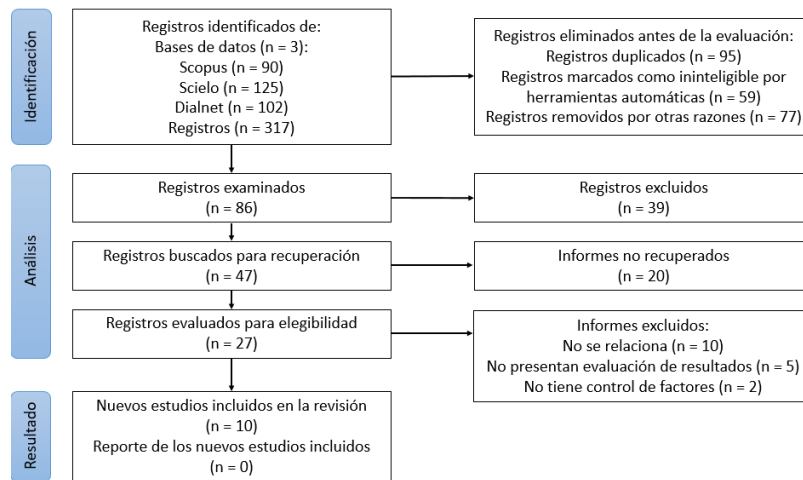 Identificación
Registros identificados de:
Bases de datos (n = 3):
Scopus (n = 90)
Scielo (n = 125)
Dialnet (n = 102)
Registros (n = 317)
Registros eliminados antes de la evaluación:
Registros duplicados (n = 95)
Registros marcados como ininteligible por
herramientas automáticas (n = 59)
Registros removidos por otras razones (n = 77)
Análisis
Registros examinados
(n = 86)
Registros excluidos
(n = 39)
Registros buscados para recuperación
(n = 47)
Informes no recuperados
(n = 20)
Registros evaluados para elegibilidad
(n = 27)
Informes excluidos:
No se relaciona (n = 10)
No presentan evaluación de resultados (n = 5)
No tiene control de factores (n = 2)
Resultado
Nuevos estudios incluidos en la revisión
(n = 10)
Reporte de los nuevos estudios incluidos
(n = 0)